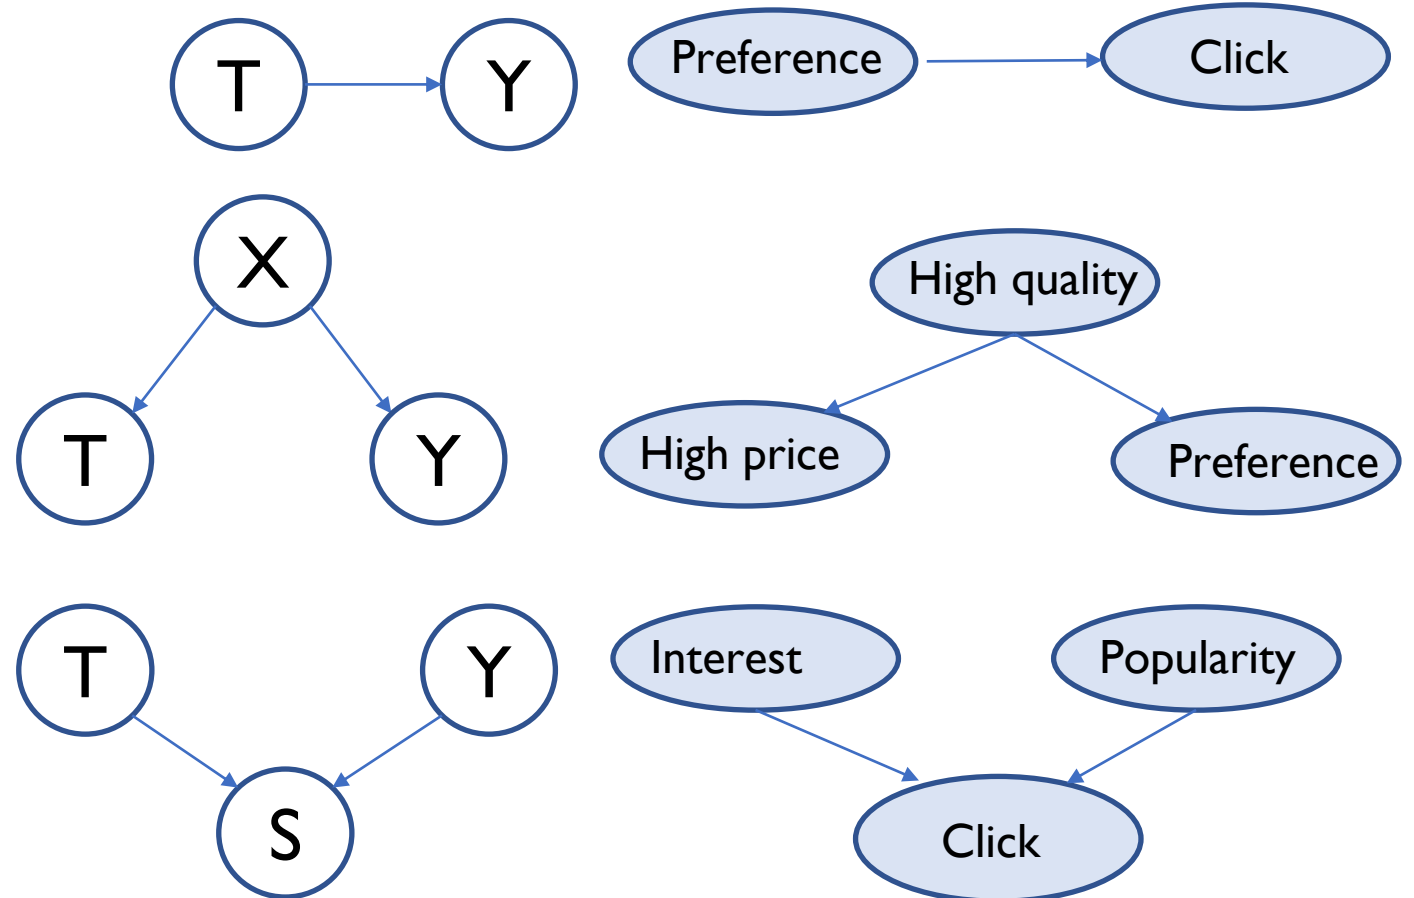 T
Y
Preference
Click
X
High quality
T
Y
High price
Preference
T
Y
Interest
Popularity
S
Click